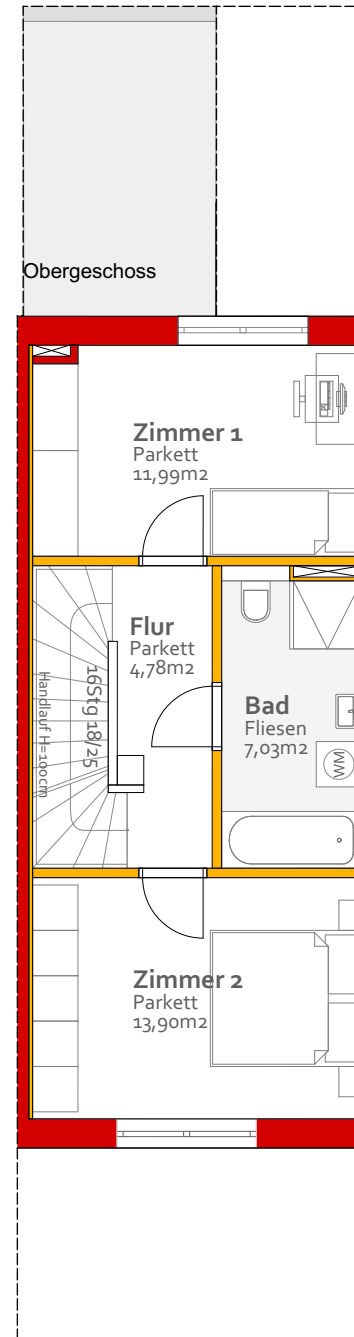 Obergeschoss
Zimmer 1
Parkett
11,99m2
Flur
Parkett
4,78m2
16Stg 18/25
Handlauf H=100cm
Bad
Fliesen
7,03m2
WM
Zimmer 2
Parkett
13,90m2